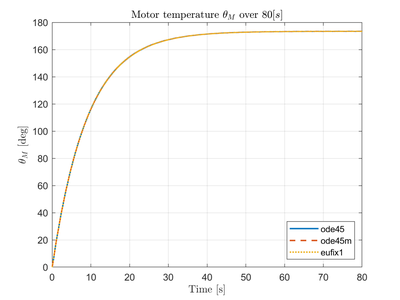 Motor temperature θ_M over 80[s]
θ_M [deg]
180
160
140
120
100
80
60
40
20
0
0 10 20 30 40 50 60 70 80
Time [s]
ode45
ode45m
eufix1